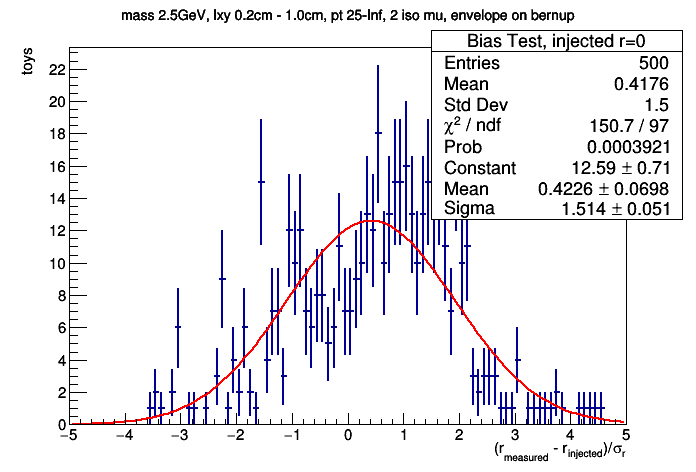 mass 2.5GeV, lxy 0.2cm - 1.0cm, pt 25-Inf, 2 iso mu, envelope on bernup
Bias Test, injected r=0
Entries 500
Mean 0.4176
Std Dev 1.5
χ² / ndf 150.7 / 97
Prob 0.0003921
Constant 12.59 ± 0.71
Mean 0.4226 ± 0.0698
Sigma 1.514 ± 0.051
toys
22
20
18
16
14
12
10
8
6
4
2
0
−5 −4 −3 −2 −1 0 1 2 3 4 5
(r_measured - r_injected)/σ_r